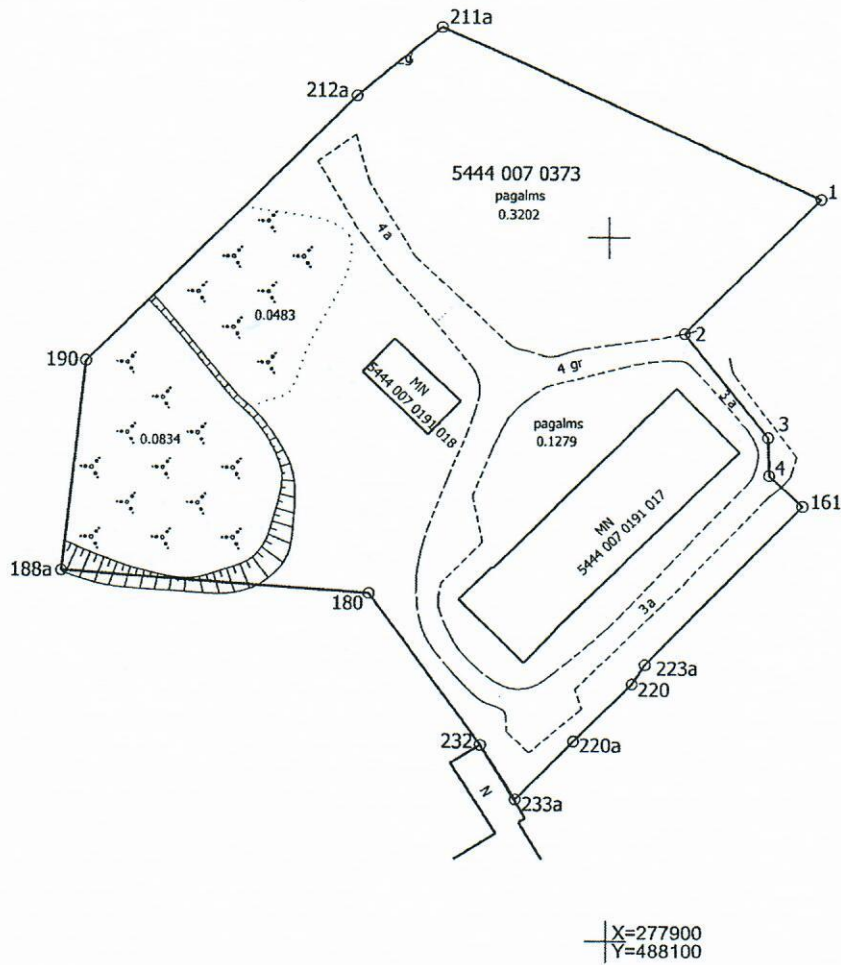 211a
212a
5444 007 0373
pagalms
0.3202
1
4a
0.0483
2
190
4 gr
3a
MN
5444 007 0191 018
pagalms
0.1279
3
0.0834
4
161
MN
5444 007 0191 017
188a
180
3a
223a
220
232
220a
N
233a
X=277900
Y=488100